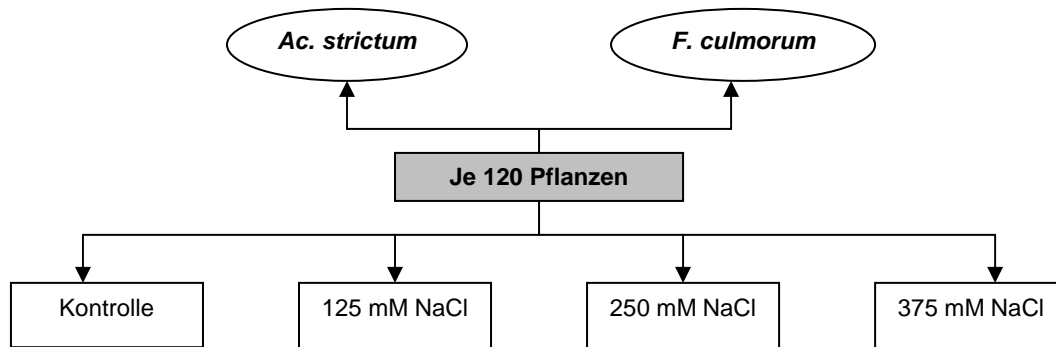 Ac. strictum
F. culmorum
Je 120 Pflanzen
Kontrolle
125 mM NaCl
250 mM NaCl
375 mM NaCl